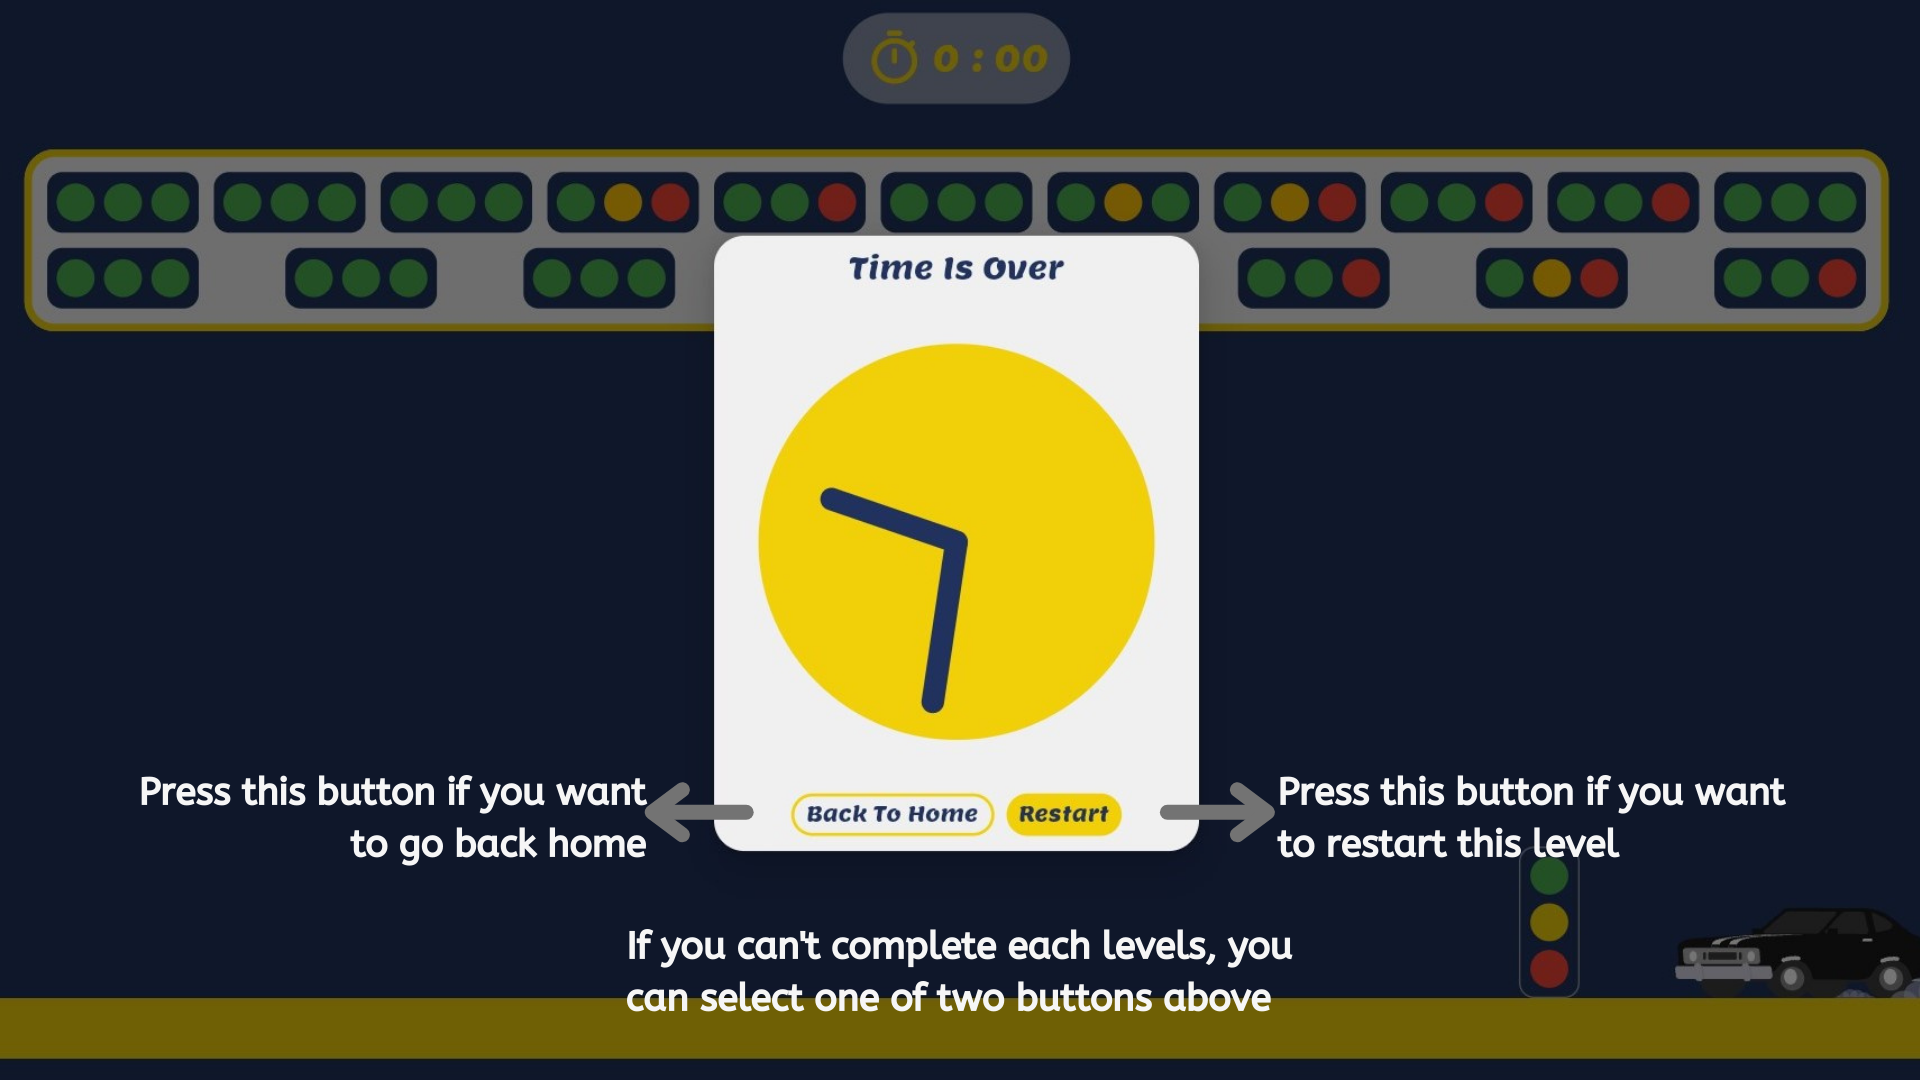 0 : 00
Time Is Over
Press this button if you want
to go back home
Back To Home
Restart
Press this button if you want
to restart this level
If you can't complete each levels, you
can select one of two buttons above